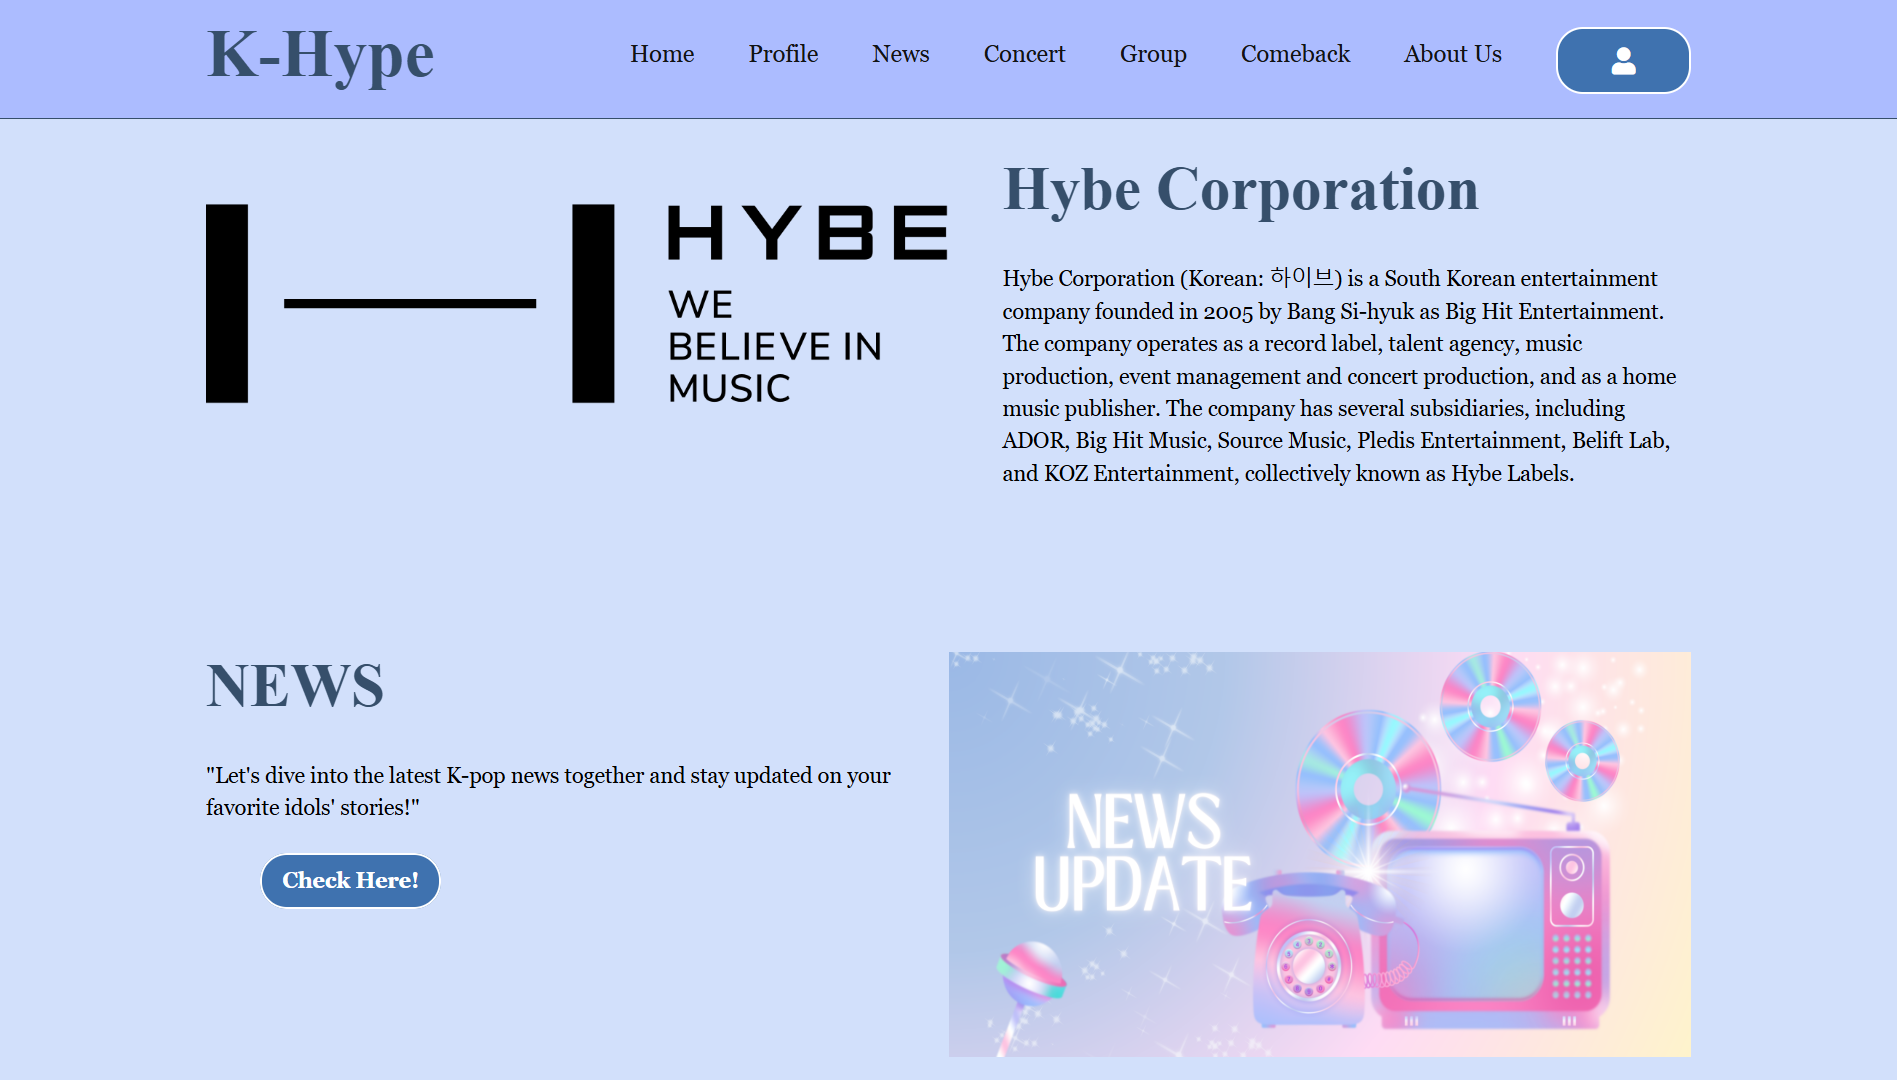 K-Hype
Home Profile News Concert Group Comeback About Us
HYBE
WE
BELIEVE IN
MUSIC
Hybe Corporation
Hybe Corporation (Korean: 하이브) is a South Korean entertainment
company founded in 2005 by Bang Si-hyuk as Big Hit Entertainment.
The company operates as a record label, talent agency, music
production, event management and concert production, and as a home
music publisher. The company has several subsidiaries, including
ADOR, Big Hit Music, Source Music, Pledis Entertainment, Belift Lab,
and KOZ Entertainment, collectively known as Hybe Labels.
NEWS
"Let's dive into the latest K-pop news together and stay updated on your
favorite idols' stories!"
Check Here!
NEWS
UPDATE